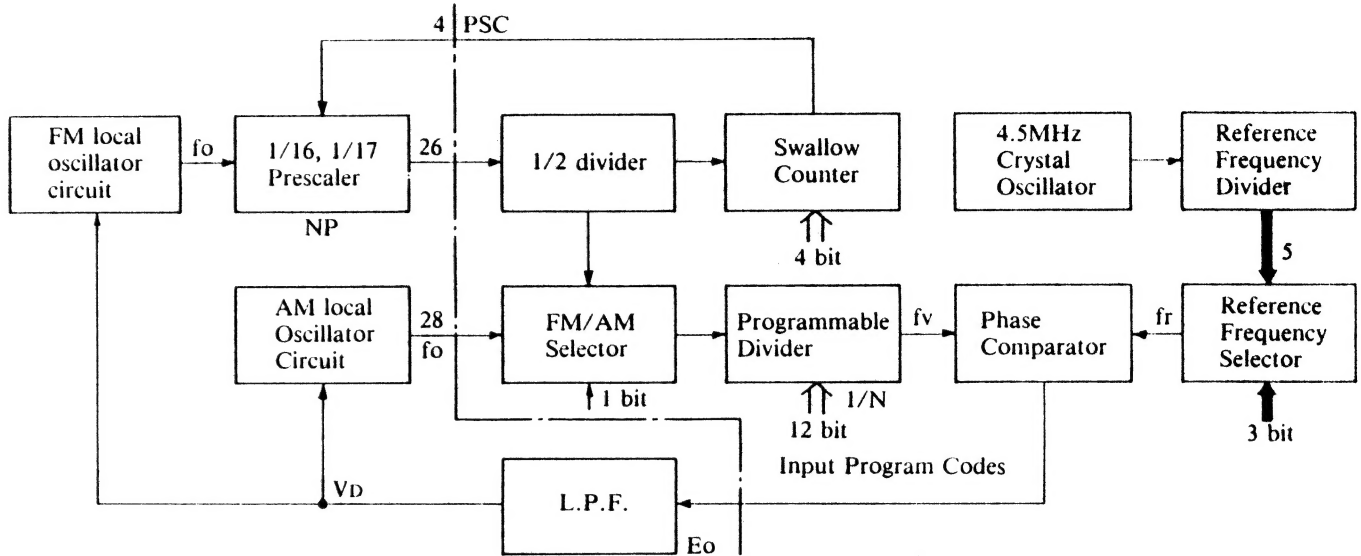 4 PSC
FM local
oscillator
circuit
fo
1/16, 1/17
Prescaler
NP
26
1/2 divider
Swallow
Counter
4 bit
4.5MHz
Crystal
Oscillator
Reference
Frequency
Divider
5
AM local
Oscillator
Circuit
28
fo
FM/AM
Selector
1 bit
Programmable
Divider
1/N
12 bit
fv
Phase
Comparator
fr
Reference
Frequency
Selector
3 bit
Input Program Codes
VD
L.P.F.
Eo